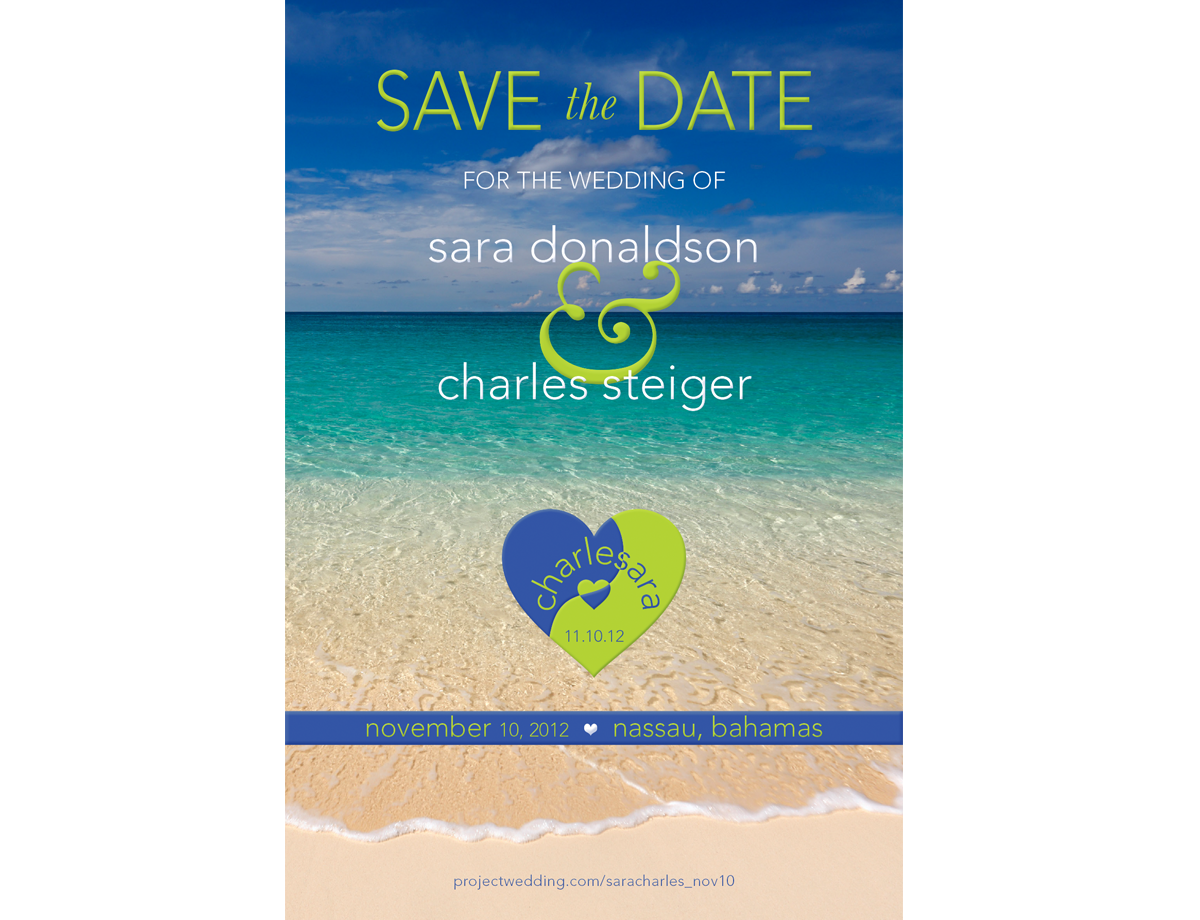 SAVE the DATE
FOR THE WEDDING OF
sara donaldson
&
charles steiger
charlesara
11.10.12
november 10, 2012 nassau, bahamas
projectwedding.com/saracharles_nov10